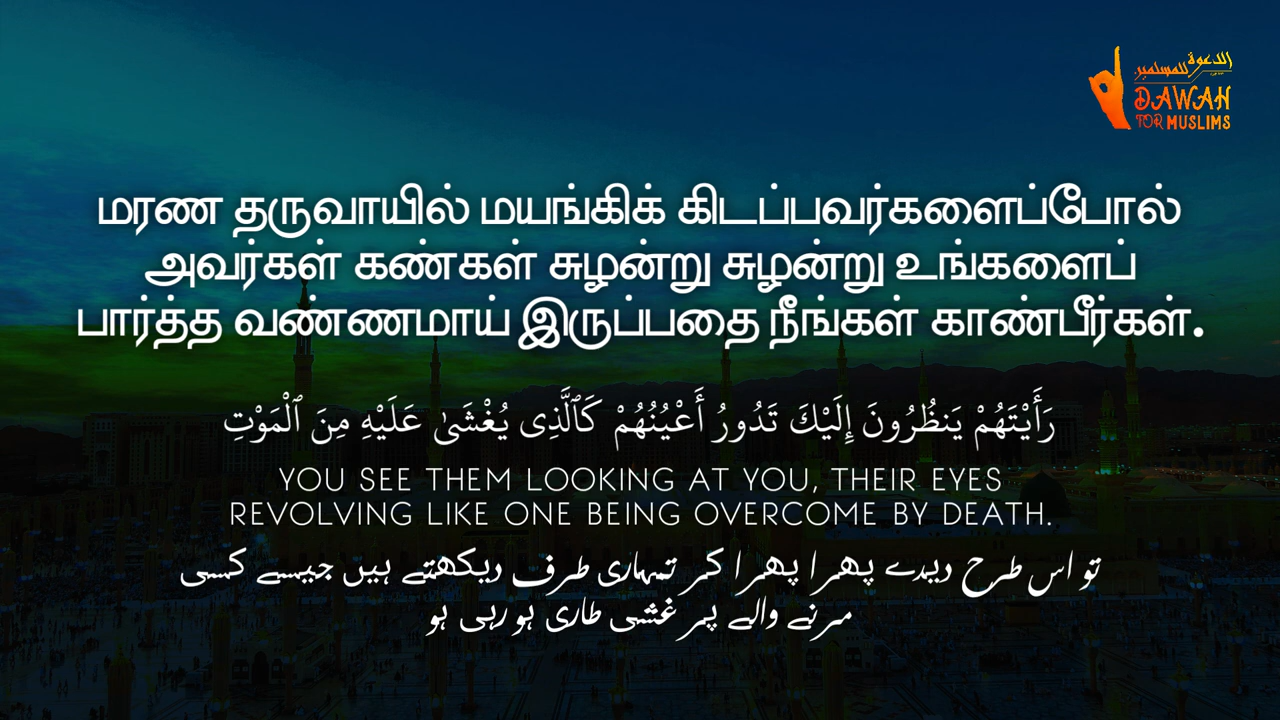 الدعوة للمسلمين
DAWAH
FOR MUSLIMS
மரண தருவாயில் மயங்கிக் கிடப்பவர்களைப்போல்
அவர்கள் கண்கள் சுழன்று சுழன்று உங்களைப்
பார்த்த வண்ணமாய் இருப்பதை நீங்கள் காண்பீர்கள்.
رَأَيْتَهُمْ يَنظُرُونَ إِلَيْكَ تَدُورُ أَعْيُنُهُمْ كَٱلَّذِى يُغْشَىٰ عَلَيْهِ مِنَ ٱلْمَوْتِ
YOU SEE THEM LOOKING AT YOU, THEIR EYES
REVOLVING LIKE ONE BEING OVERCOME BY DEATH.
تو اس طرح دیدے پھرا پھرا کر تمہاری طرف دیکھتے ہیں جیسے کسی
مرنے والے پر غشی طاری ہو رہی ہو